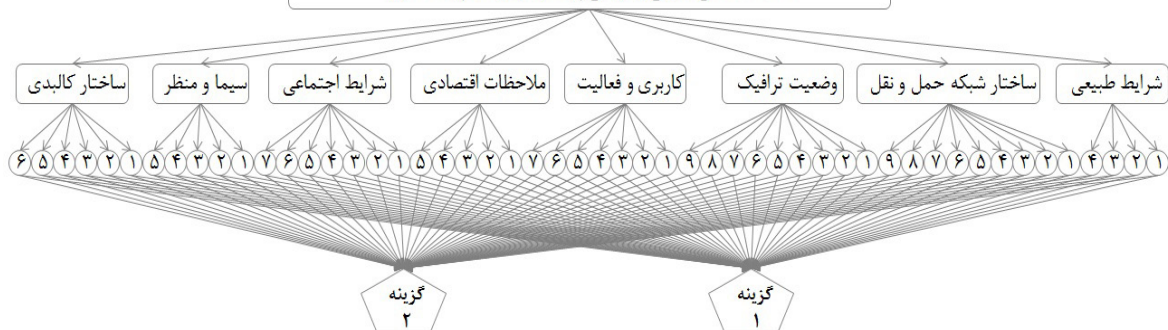 شرایط طبیعی
ساختار شبکه حمل و نقل
وضعیت ترافیک
کاربری و فعالیت
ملاحظات اقتصادی
شرایط اجتماعی
سیما و منظر
ساختار کالبدی
۱ ۲ ۳ ۴ ۱ ۲ ۳ ۴ ۵ ۶ ۷ ۸ ۹ ۱ ۲ ۳ ۴ ۵ ۶ ۷ ۸ ۹ ۱ ۲ ۳ ۴ ۵ ۶ ۷ ۱ ۲ ۳ ۴ ۵ ۱ ۲ ۳ ۴ ۵ ۶ ۷ ۱ ۲ ۳ ۴ ۵ ۱ ۲ ۳ ۴ ۵ ۶
گزینه
۱
گزینه
۲